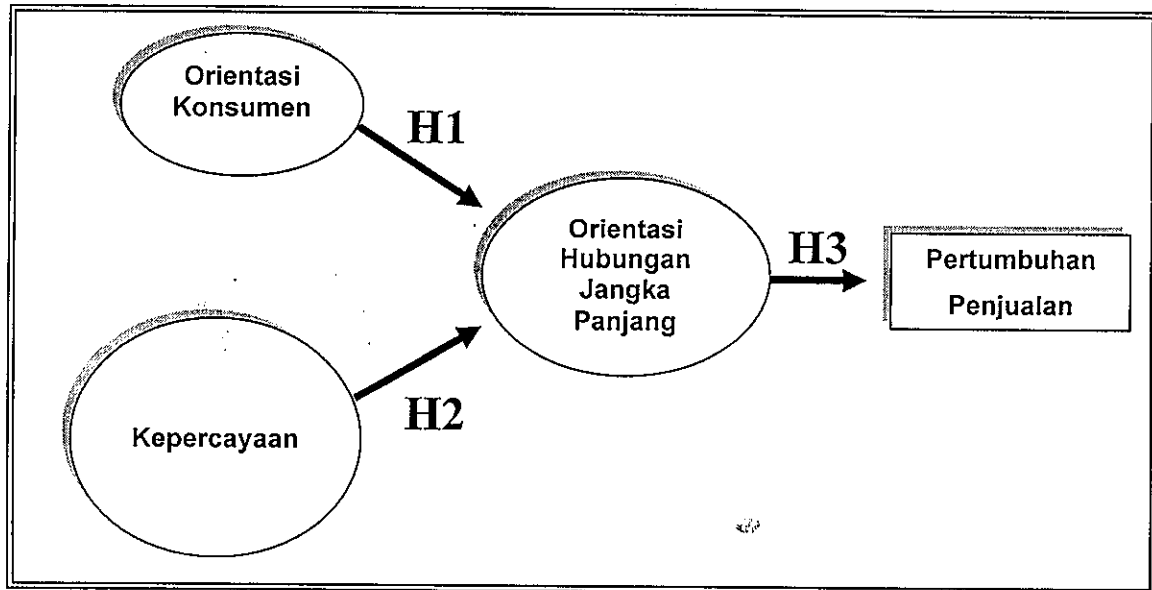 Orientasi
Konsumen
H1
Orientasi
Hubungan
Jangka
Panjang
H3
Pertumbuhan
Penjualan
H2
Kepercayaan